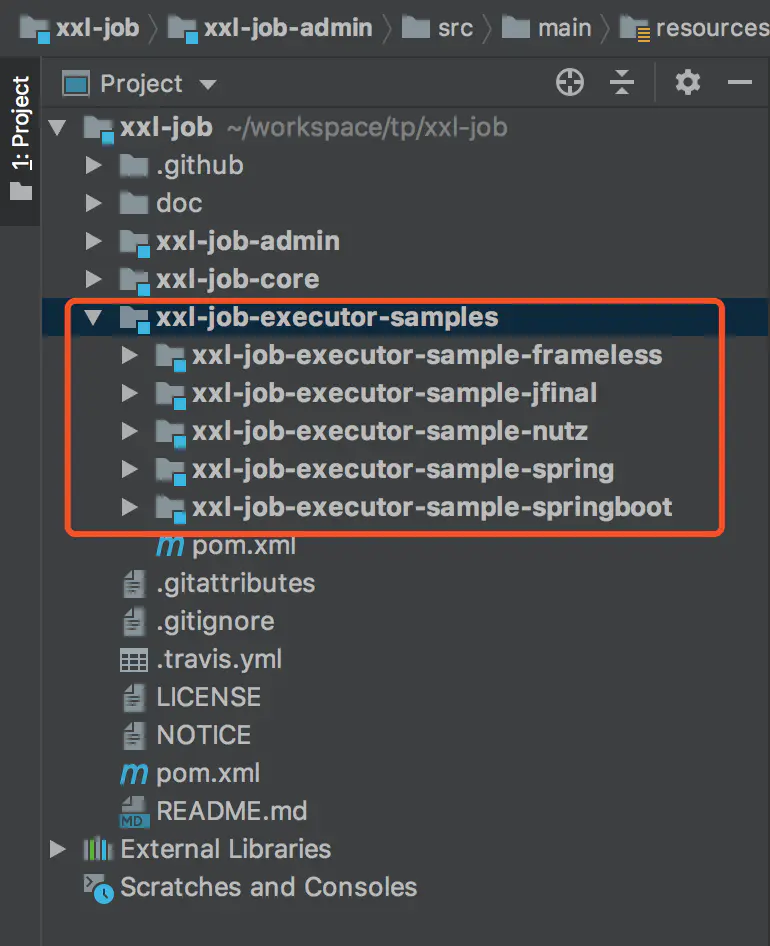 xxl-job xxl-job-admin src main resources
1: Project
Project
xxl-job ~/workspace/tp/xxl-job
.github
doc
xxl-job-admin
xxl-job-core
xxl-job-executor-samples
xxl-job-executor-sample-frameless
xxl-job-executor-sample-jfinal
xxl-job-executor-sample-nutz
xxl-job-executor-sample-spring
xxl-job-executor-sample-springboot
m pom.xml
.gitattributes
.gitignore
.travis.yml
LICENSE
NOTICE
m pom.xml
MD README.md
External Libraries
Scratches and Consoles